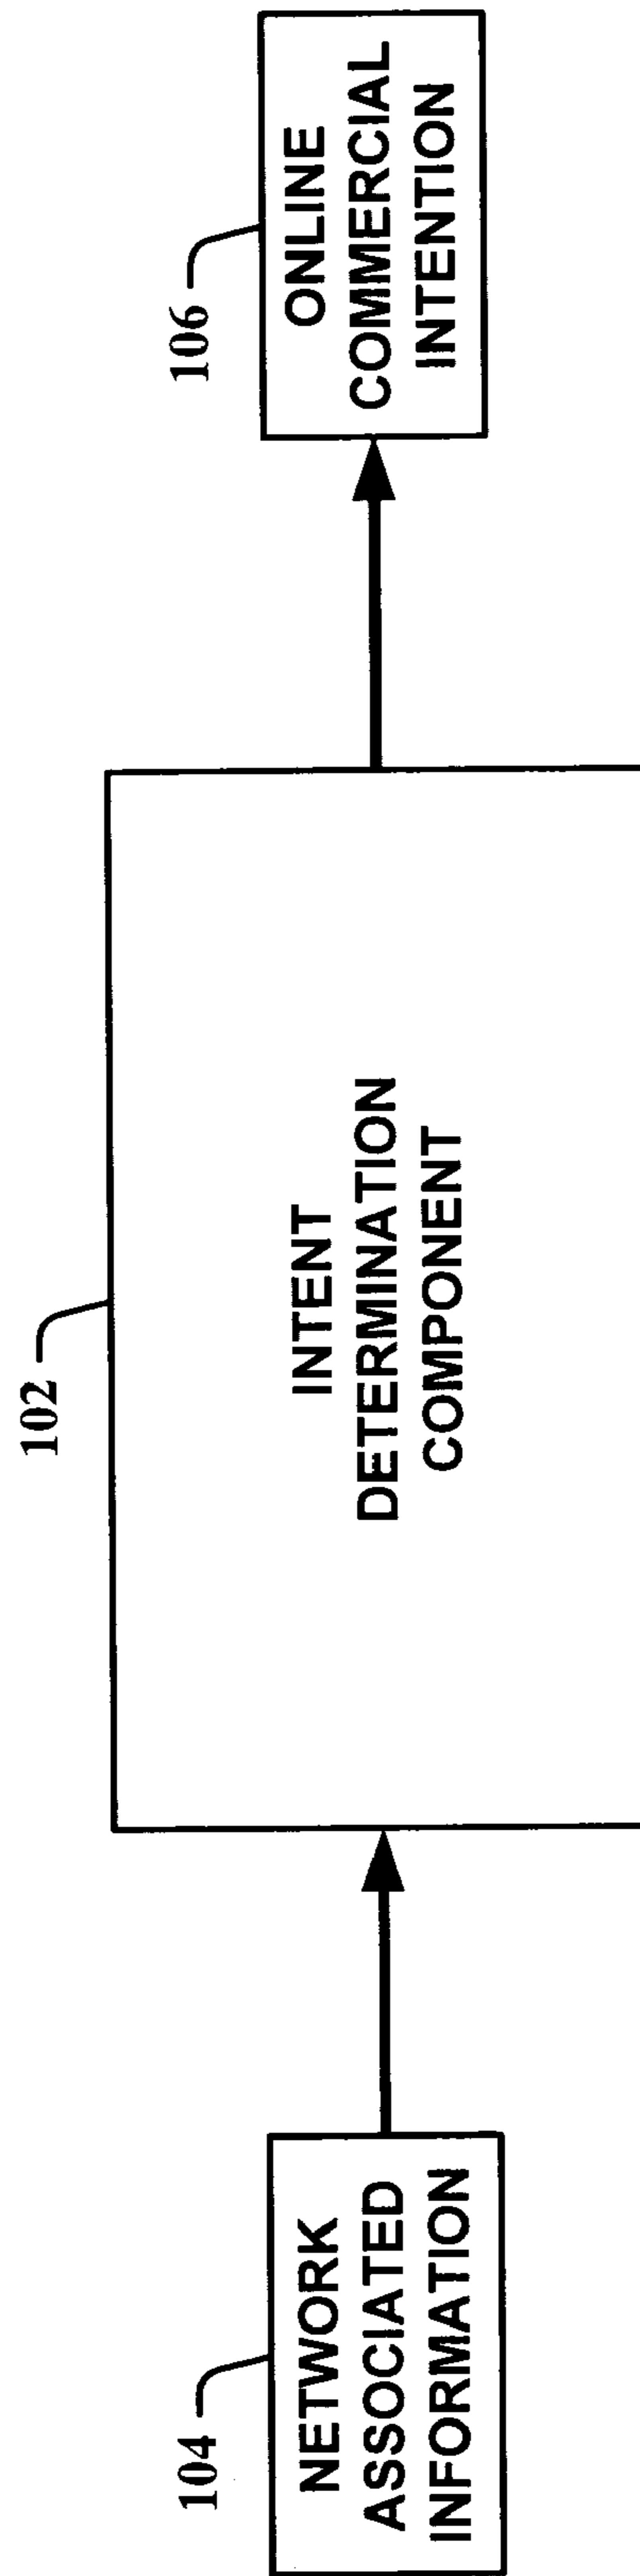 102
104
NETWORK
ASSOCIATED
INFORMATION
INTENT
DETERMINATION
COMPONENT
106
ONLINE
COMMERCIAL
INTENTION